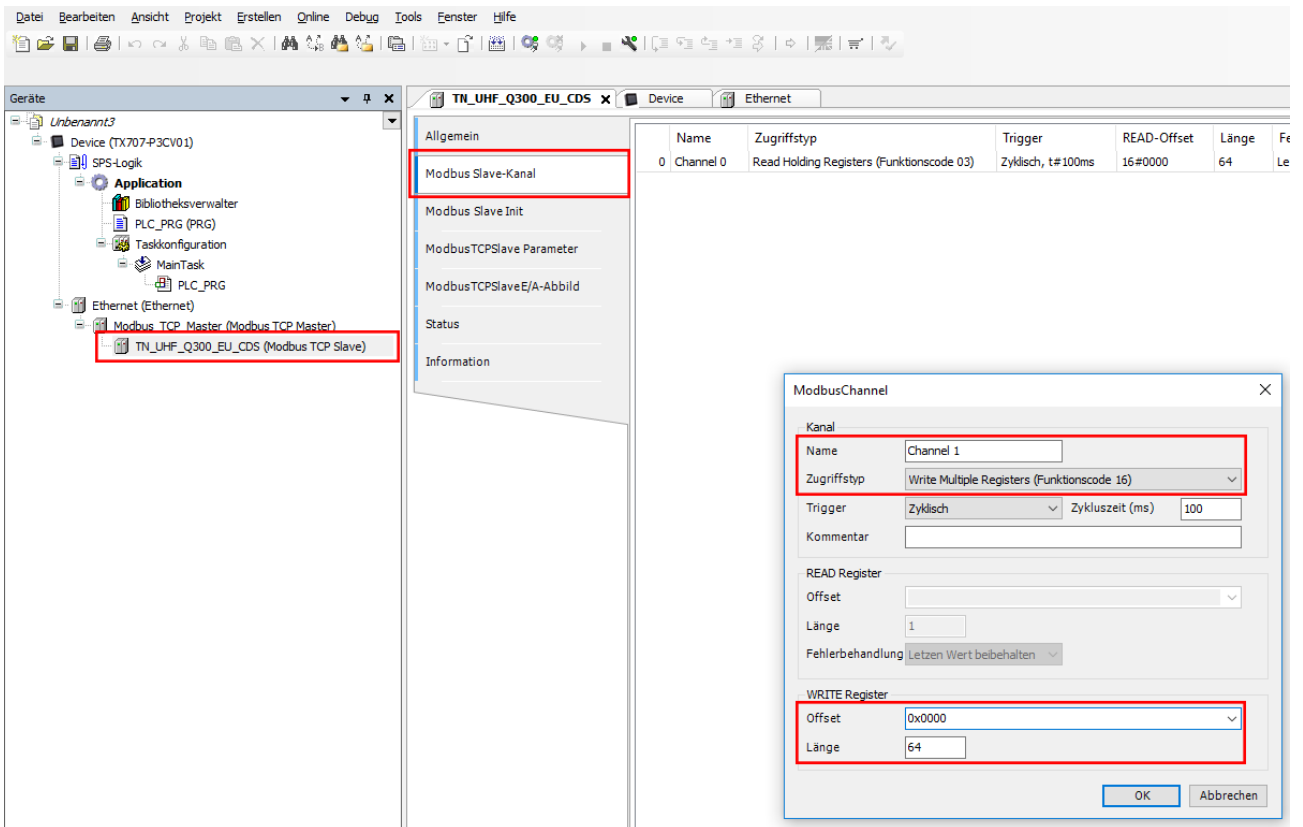 Datei Bearbeiten Ansicht Projekt Erstellen Online Debug Tools Fenster Hilfe
Geräte
Unbenannt3
Device (TX707-P3CV01)
SPS-Logik
Application
Bibliotheksverwalter
PLC_PRG (PRG)
Taskkonfiguration
MainTask
PLC_PRG
Ethernet (Ethernet)
Modbus_TCP_Master (Modbus TCP Master)
TN_UHF_Q300_EU_CDS (Modbus TCP Slave)
TN_UHF_Q300_EU_CDS Device Ethernet
Allgemein
Modbus Slave-Kanal
Modbus Slave Init
ModbusTCPSlave Parameter
ModbusTCPSlaveE/A-Abbild
Status
Information
Name Zugriffstyp Trigger READ-Offset Länge Fe
0 Channel 0 Read Holding Registers (Funktionscode 03) Zyklisch, t#100ms 16#0000 64 Le
ModbusChannel
Kanal
Name Channel 1
Zugriffstyp Write Multiple Registers (Funktionscode 16)
Trigger Zyklisch Zykluszeit (ms) 100
Kommentar
READ Register
Offset
Länge 1
Fehlerbehandlung Letzen Wert beibehalten
WRITE Register
Offset 0x0000
Länge 64
OK Abbrechen